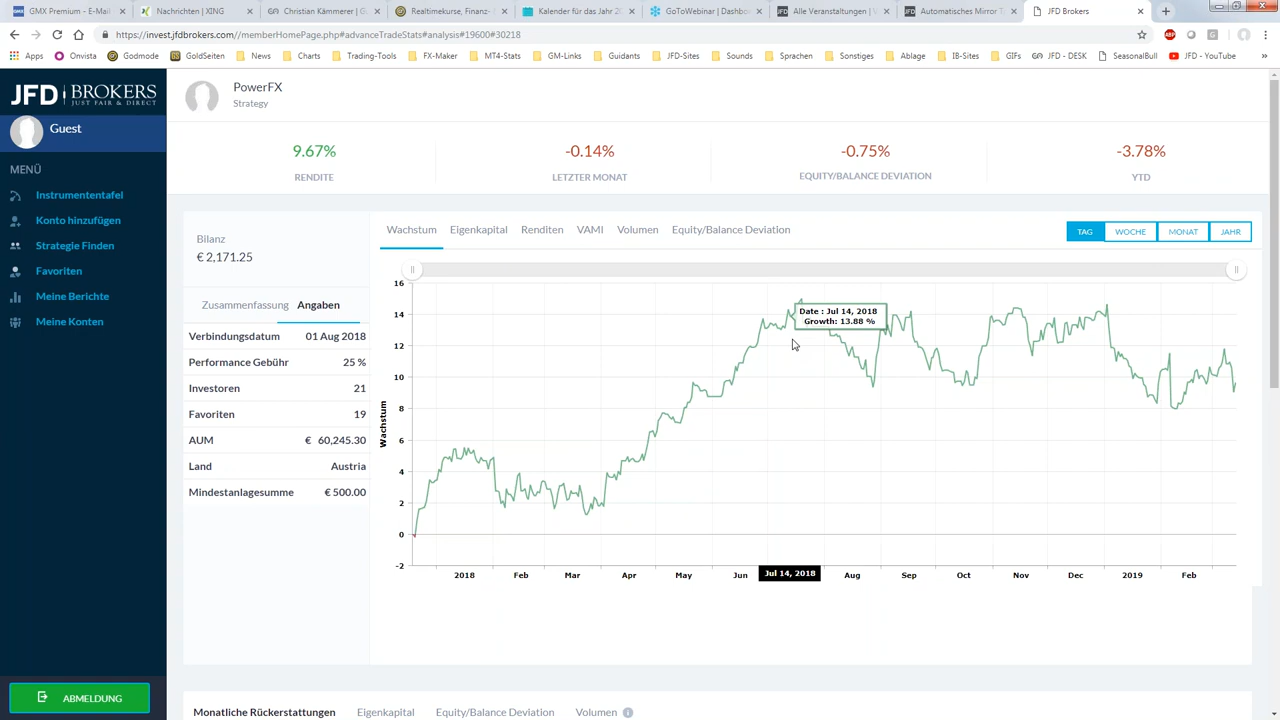 GMX Premium - E-Mail
Nachrichten | XING
Christian Kämmerer | G
Realtimekurse, Finanz-
Kalender für das Jahr 20
GoToWebinar | Dashbo
Alle Veranstaltungen | V
Automatisches Mirror T
JFD Brokers
https://invest.jfdbrokers.com//memberHomePage.php#advanceTradeStats#analysis#19600#30218
Apps
Onvista
Godmode
GoldSeiten
News
Charts
Trading-Tools
FX-Maker
MT4-Stats
GM-Links
Guidants
JFD-Sites
Sounds
Sprachen
Sonstiges
Ablage
IB-Sites
GIFs
JFD - DESK
SeasonalBull
JFD - YouTube
»
JFD BROKERS
JUST FAIR & DIRECT
Guest
MENÜ
Instrumententafel
Konto hinzufügen
Strategie Finden
Favoriten
Meine Berichte
Meine Konten
ABMELDUNG
PowerFX
Strategy
9.67%
RENDITE
-0.14%
LETZTER MONAT
-0.75%
EQUITY/BALANCE DEVIATION
-3.78%
YTD
Bilanz
€ 2,171.25
Zusammenfassung Angaben
Verbindungsdatum 01 Aug 2018
Performance Gebühr 25 %
Investoren 21
Favoriten 19
AUM € 60,245.30
Land Austria
Mindestanlagesumme € 500.00
Wachstum Eigenkapital Renditen VAMI Volumen Equity/Balance Deviation
TAG WOCHE MONAT JAHR
16
14
12
10
8
6
4
2
0
-2
Wachstum
Date : Jul 14, 2018
Growth: 13.88 %
2018 Feb Mar Apr May Jun Jul 14, 2018 Aug Sep Oct Nov Dec 2019 Feb
Monatliche Rückerstattungen Eigenkapital Equity/Balance Deviation Volumen